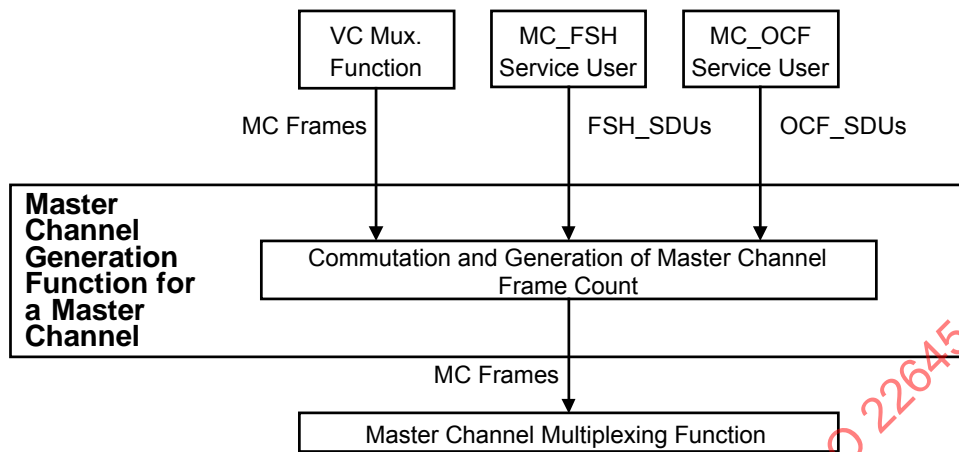 VC Mux.
Function
MC_FSH
Service User
MC_OCF
Service User
MC Frames
FSH_SDUs
OCF_SDUs
Master
Channel
Generation
Function for
a Master
Channel
Commutation and Generation of Master Channel
Frame Count
MC Frames
Master Channel Multiplexing Function
O 22645